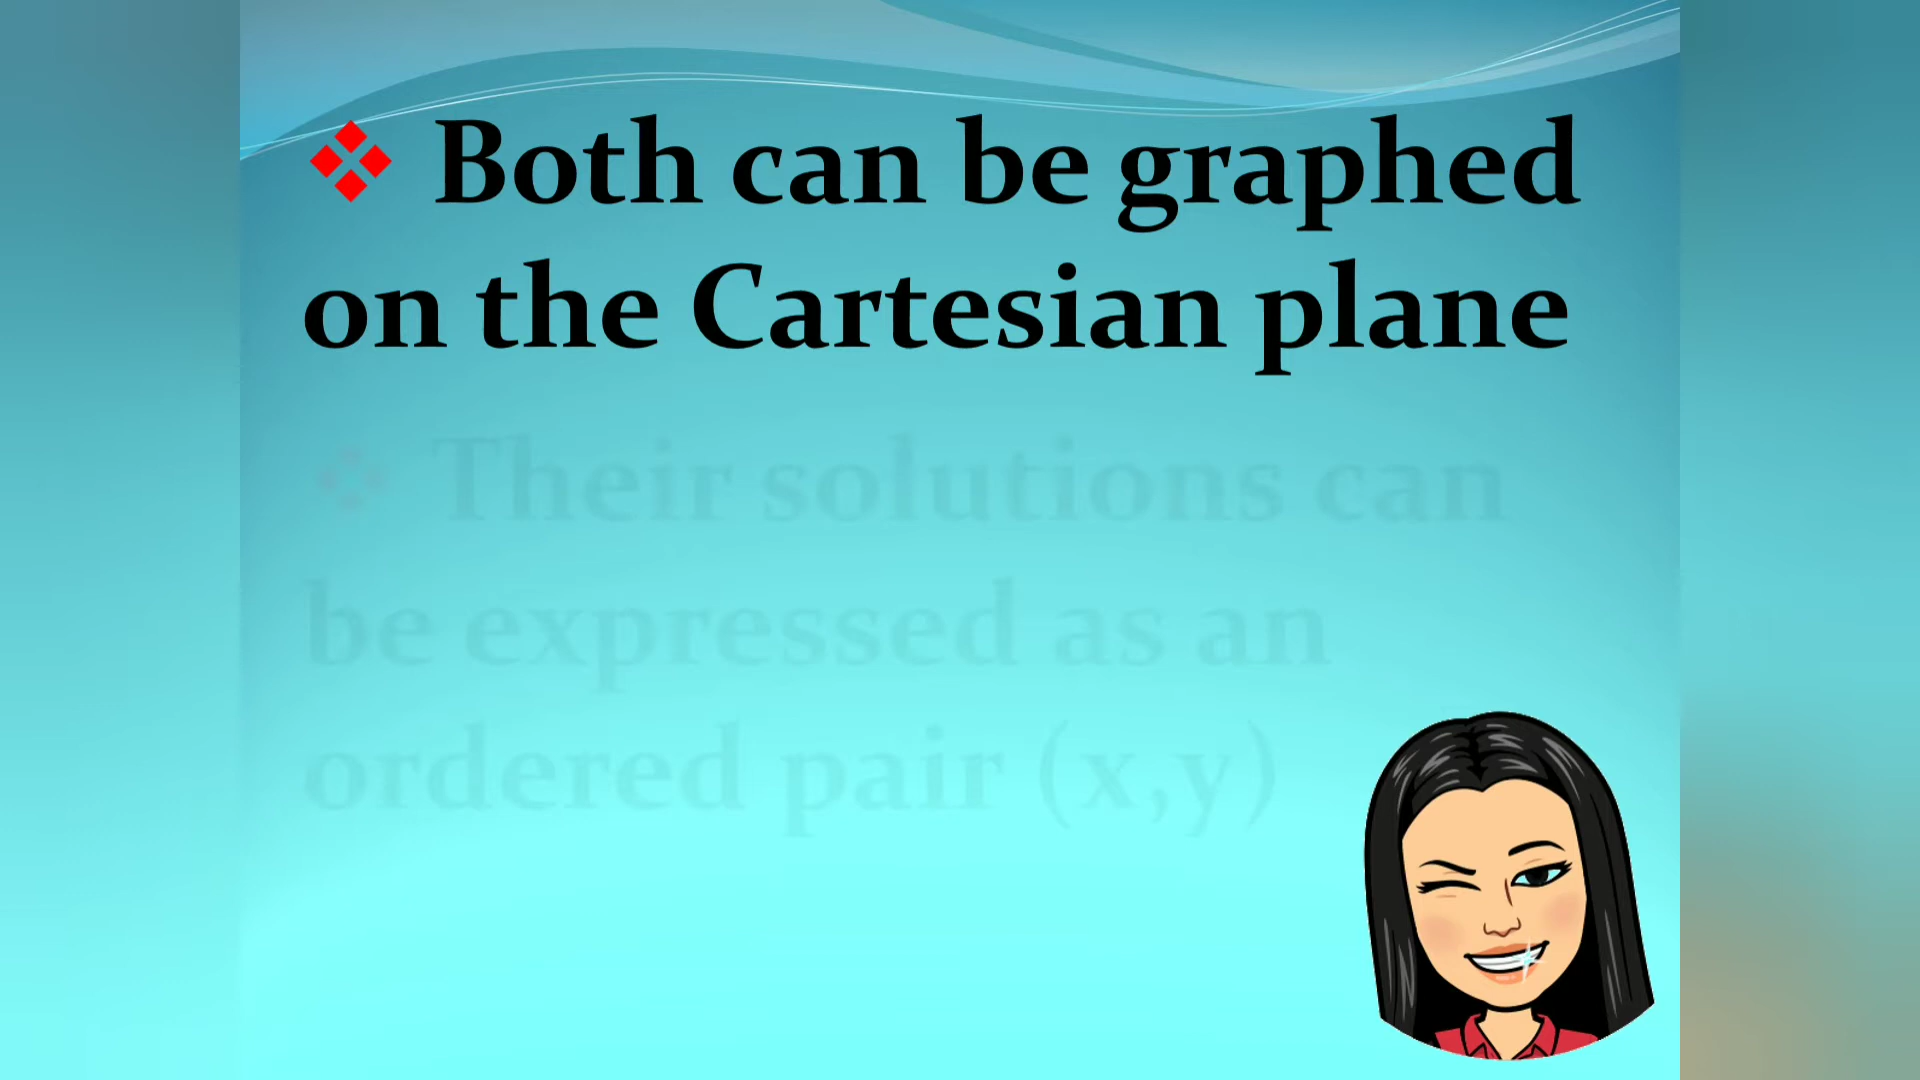 Both can be graphed
on the Cartesian plane
Their solutions can
be expressed as an
ordered pair (x,y)